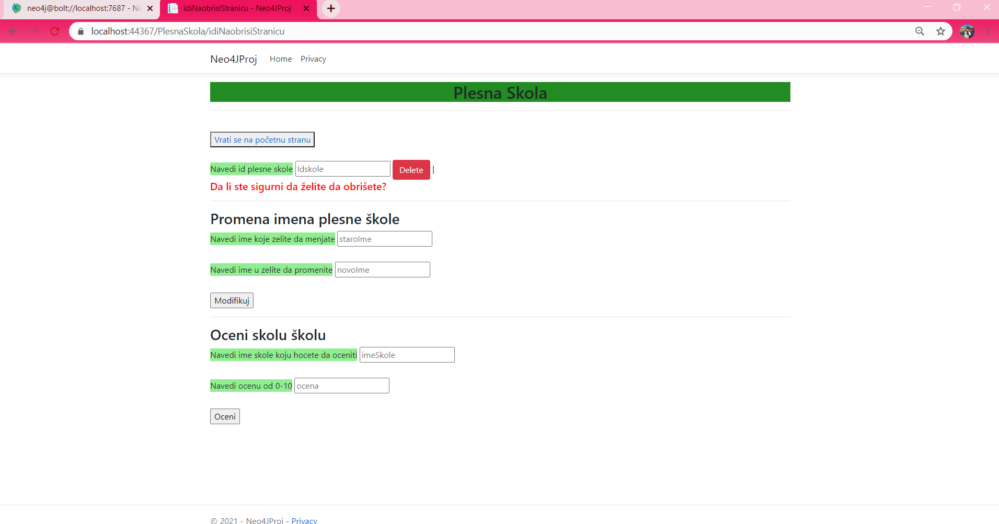 neo4j@bolt://localhost:7687 - Ne
idiNaobrisiStranicu - Neo4JProj
localhost:44367/PlesnaSkola/idiNaobrisiStranicu
Neo4JProj Home Privacy
Plesna Skola
Vrati se na početnu stranu
Navedi id plesne skole Idskole Delete |
Da li ste sigurni da želite da obrišete?
Promena imena plesne škole
Navedi ime koje zelite da menjate staroIme
Navedi ime u zelite da promenite novoIme
Modifikuj
Oceni skolu školu
Navedi ime skole koju hocete da oceniti imeSkole
Navedi ocenu od 0-10 ocena
Oceni
© 2021 - Neo4JProj - Privacy